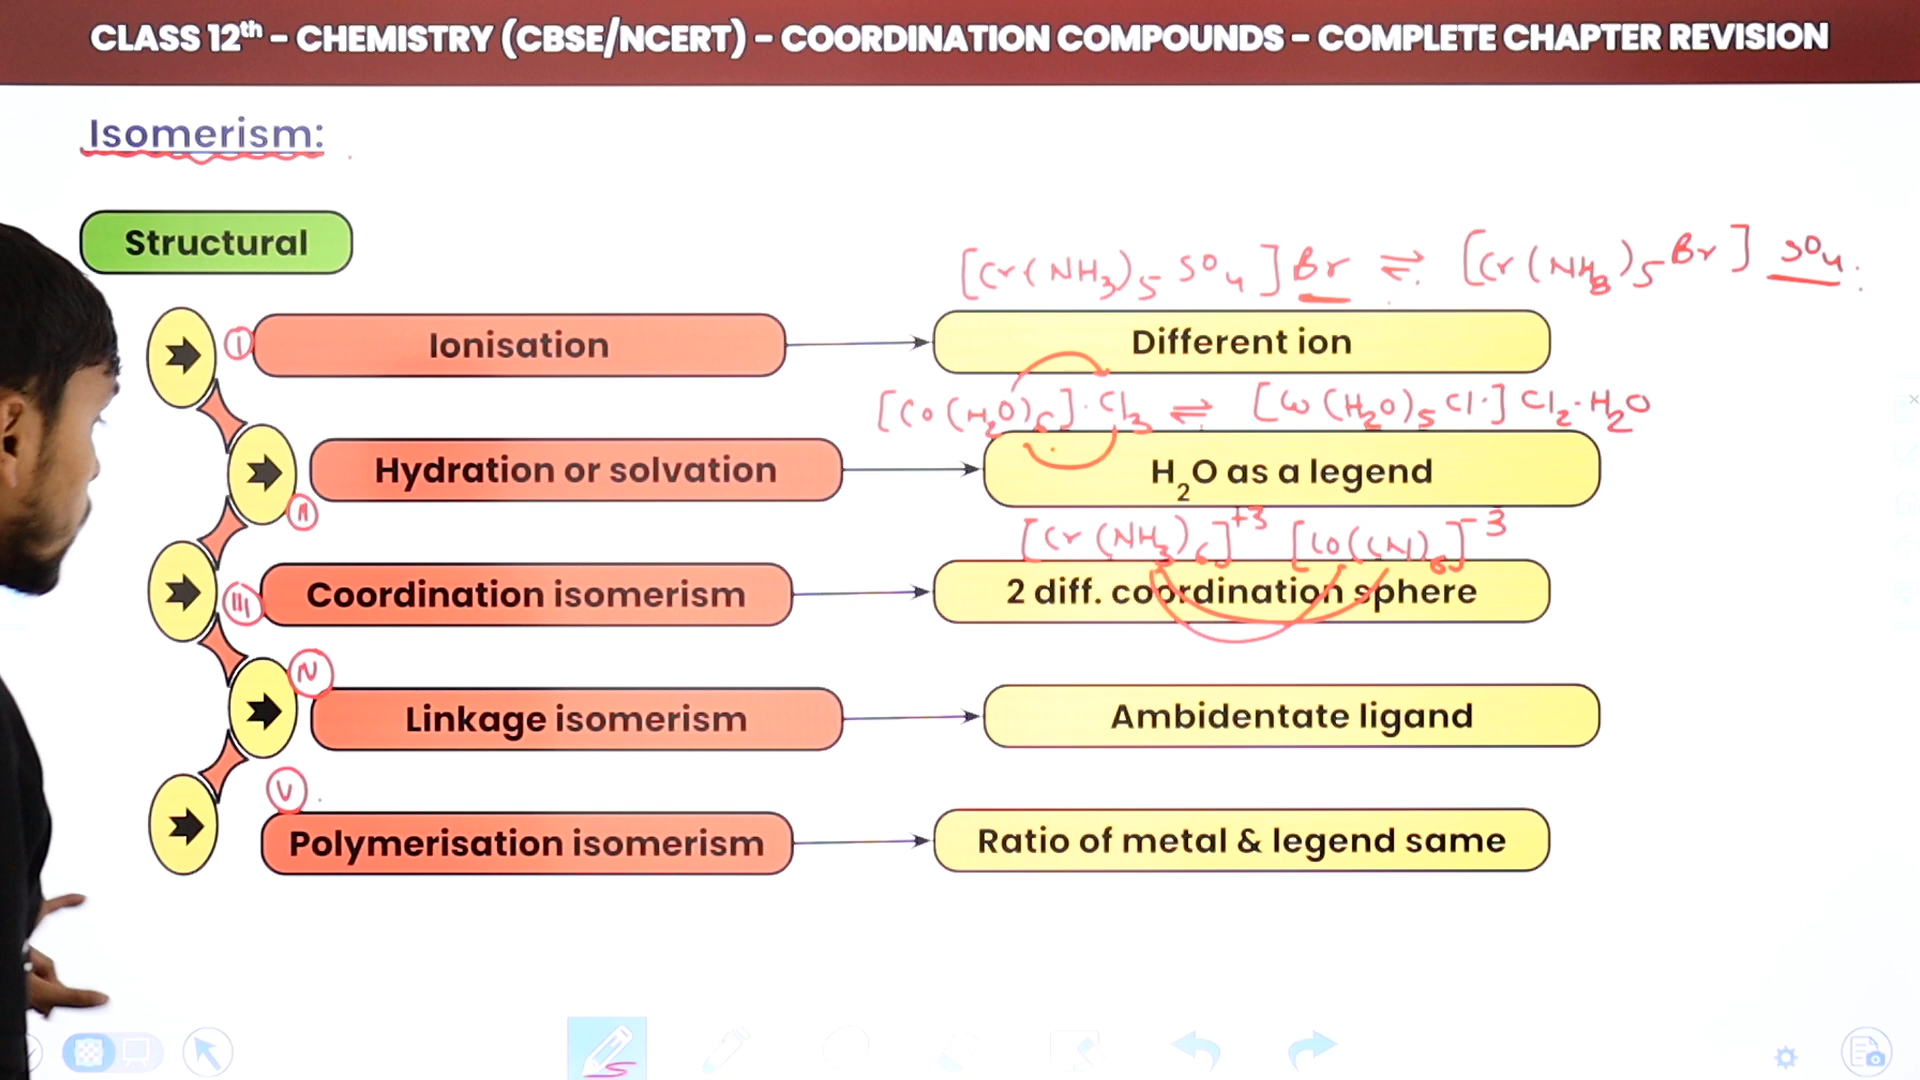 CLASS 12th – CHEMISTRY (CBSE/NCERT) – COORDINATION COMPOUNDS – COMPLETE CHAPTER REVISION
Isomerism:
Structural
[Cr(NH3)5 SO4] Br ⇌ [Cr(NH3)5 Br] SO4
I Ionisation
Different ion
[Co(H2O)6]·Cl3 ⇌ [Co(H2O)5 Cl·] Cl2·H2O
II Hydration or solvation
H2O as a legend
[Cr(NH3)6]+3 [Co(CN)6]-3
III Coordination isomerism
2 diff. coordination sphere
IV Linkage isomerism
Ambidentate ligand
V Polymerisation isomerism
Ratio of metal & legend same